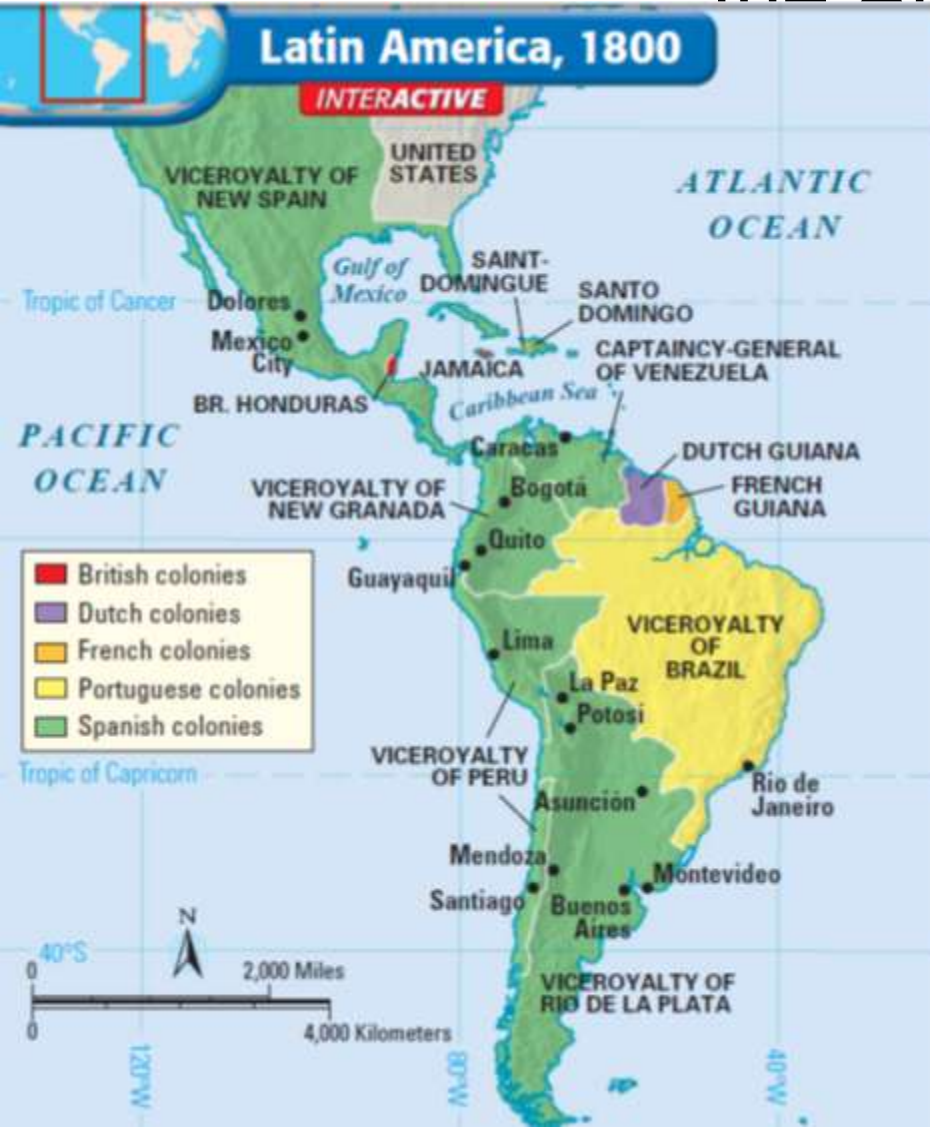 Latin America, 1800
INTERACTIVE
UNITED
STATES
VICEROYALTY OF
NEW SPAIN
ATLANTIC
OCEAN
Gulf of
Mexico
SAINT-
DOMINGUE
SANTO
DOMINGO
Tropic of Cancer
Dolores
Mexico
City
JAMAICA
CAPTAINCY-GENERAL
OF VENEZUELA
BR. HONDURAS
Caribbean Sea
PACIFIC
OCEAN
Caracas
DUTCH GUIANA
FRENCH
GUIANA
VICEROYALTY OF
NEW GRANADA
Bogotá
Quito
Guayaquil
British colonies
Dutch colonies
French colonies
Portuguese colonies
Spanish colonies
Lima
VICEROYALTY
OF
BRAZIL
La Paz
Potosí
VICEROYALTY
OF PERU
Tropic of Capricorn
Asunción
Rio de
Janeiro
Mendoza
Santiago
Montevideo
Buenos
Aires
N
40°S
0
2,000 Miles
0
4,000 Kilometers
VICEROYALTY OF
RIO DE LA PLATA
120°W
80°W
40°W